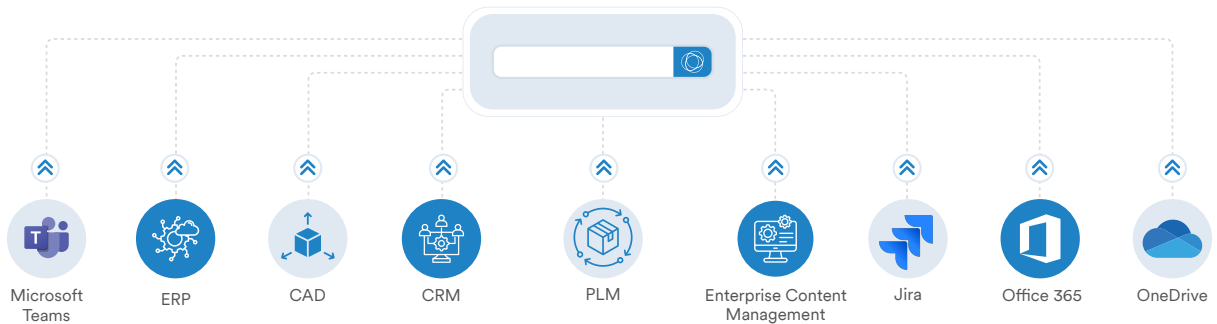 T
Microsoft
Teams
ERP
CAD
CRM
PLM
Enterprise Content
Management
Jira
Office 365
OneDrive